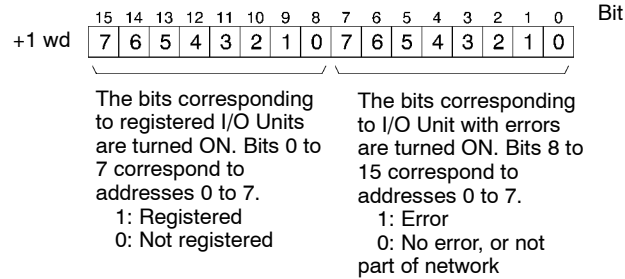 15 14 13 12 11 10 9 8 7 6 5 4 3 2 1 0 Bit
+1 wd 7 6 5 4 3 2 1 0 7 6 5 4 3 2 1 0
The bits corresponding
to registered I/O Units
are turned ON. Bits 0 to
7 correspond to
addresses 0 to 7.
1: Registered
0: Not registered
The bits corresponding
to I/O Unit with errors
are turned ON. Bits 8 to
15 correspond to
addresses 0 to 7.
1: Error
0: No error, or not
part of network